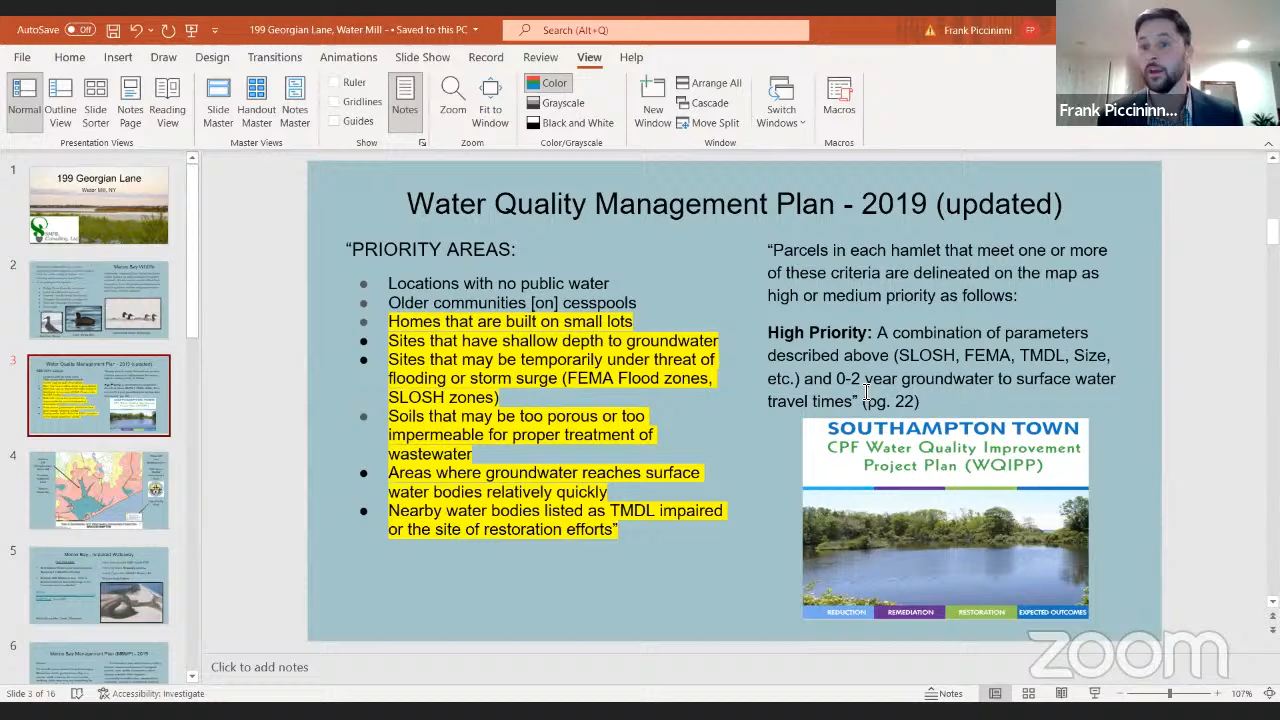 AutoSave Off
199 Georgian Lane, Water Mill - • Saved to this PC
Search (Alt+Q)
Frank Piccininni FP
File Home Insert Draw Design Transitions Animations Slide Show Record Review View Help
Normal Outline View Slide Sorter Notes Page Reading View
Presentation Views
Slide Master Handout Master Notes Master
Master Views
Ruler
Gridlines
Guides
Show
Notes
Zoom Fit to Window
Zoom
Color
Grayscale
Black and White
Color/Grayscale
New Window
Arrange All
Cascade
Move Split
Switch Windows
Window
Macros
Macros
Frank Piccininn...
1
199 Georgian Lane
Water Mill, NY
2
3
4
5
6
Water Quality Management Plan - 2019 (updated)
“PRIORITY AREAS:
Locations with no public water
Older communities [on] cesspools
Homes that are built on small lots
Sites that have shallow depth to groundwater
Sites that may be temporarily under threat of
flooding or storm surge (FEMA Flood zones,
SLOSH zones)
Soils that may be too porous or too
impermeable for proper treatment of
wastewater
Areas where groundwater reaches surface
water bodies relatively quickly
Nearby water bodies listed as TMDL impaired
or the site of restoration efforts”
“Parcels in each hamlet that meet one or more
of these criteria are delineated on the map as
high or medium priority as follows:
High Priority: A combination of parameters
described above (SLOSH, FEMA, TMDL, Size,
etc.) and 0-2 year groundwater to surface water
travel times” (pg. 22)
SOUTHAMPTON TOWN
CPF Water Quality Improvement
Project Plan (WQIPP)
REDUCTION REMEDIATION RESTORATION EXPECTED OUTCOMES
Click to add notes
zoom
Slide 3 of 16
Accessibility: Investigate
Notes
107%